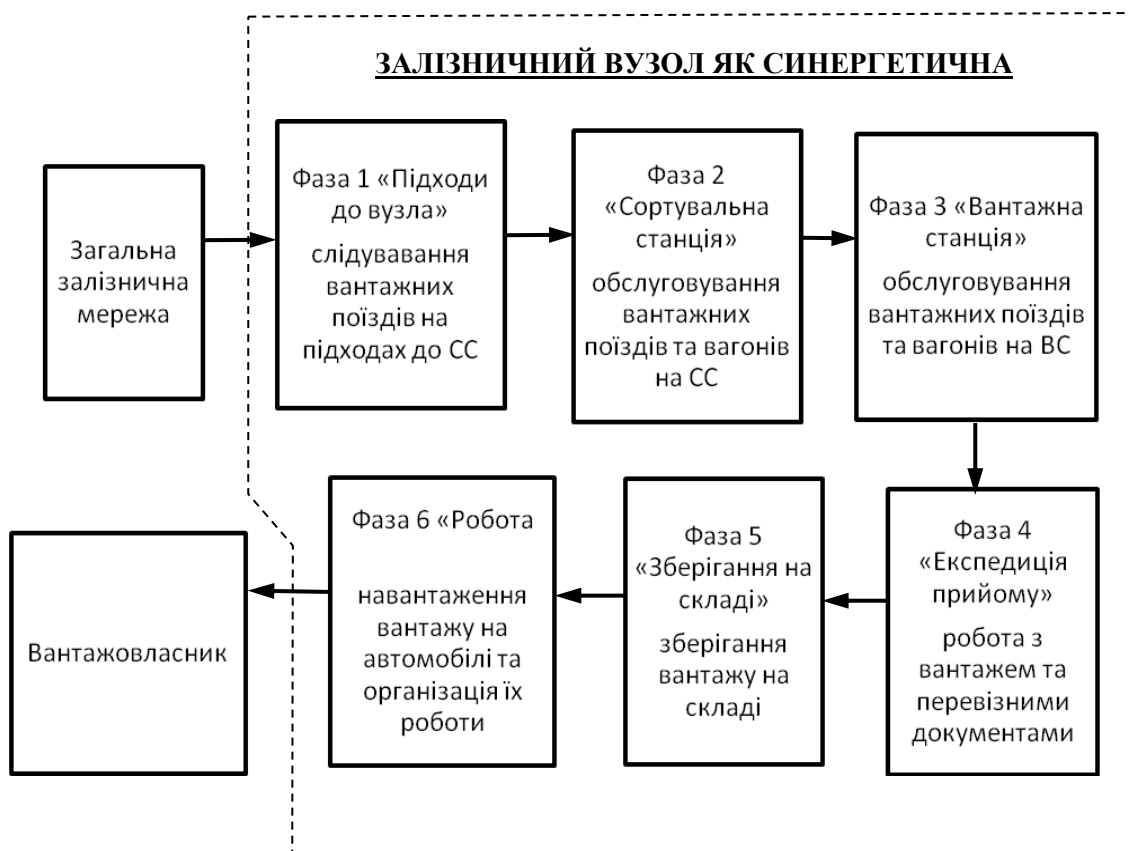 ЗАЛІЗНИЧНИЙ ВУЗОЛ ЯК СИНЕРГЕТИЧНА
Загальна
залізнична
мережа
Фаза 1 «Підходи
до вузла»
слідувавання
вантажних
поїздів на
підходах до СС
Фаза 2
«Сортувальна
станція»
обслуговування
вантажних
поїздів та вагонів
на СС
Фаза 3 «Вантажна
станція»
обслуговування
вантажних поїздів
та вагонів на ВС
Фаза 4
«Експедиція
прийому»
робота з
вантажем та
перевізними
документами
Фаза 5
«Зберігання на
складі»
зберігання
вантажу на
складі
Фаза 6 «Робота
навантаження
вантажу на
автомобілі та
організація їх
роботи
Вантажовласник